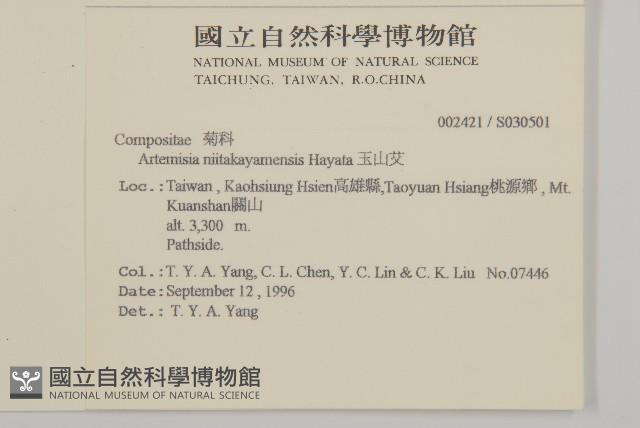 國立自然科學博物館
NATIONAL MUSEUM OF NATURAL SCIENCE
TAICHUNG, TAIWAN, R.O.CHINA
002421 / S030501
Compositae 菊科
Artemisia niitakayamensis Hayata 玉山艾
Loc.:Taiwan , Kaohsiung Hsien高雄縣,Taoyuan Hsiang桃源鄉 , Mt.
Kuanshan關山
alt. 3,300 m.
Pathside.
Col.:T. Y. A. Yang, C. L. Chen, Y. C. Lin & C. K. Liu No.07446
Date:September 12 , 1996
Det.: T. Y. A. Yang
國立自然科學博物館
NATIONAL MUSEUM OF NATURAL SCIENCE